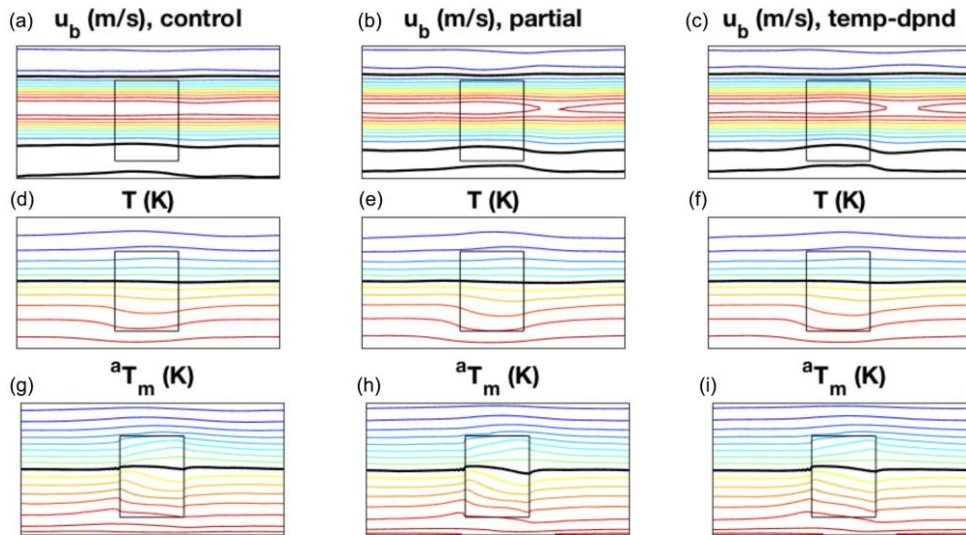 (a) u_b (m/s), control
(b) u_b (m/s), partial
(c) u_b (m/s), temp-dpnd
(d) T (K)
(e) T (K)
(f) T (K)
(g) ᵃT_m (K)
(h) ᵃT_m (K)
(i) ᵃT_m (K)